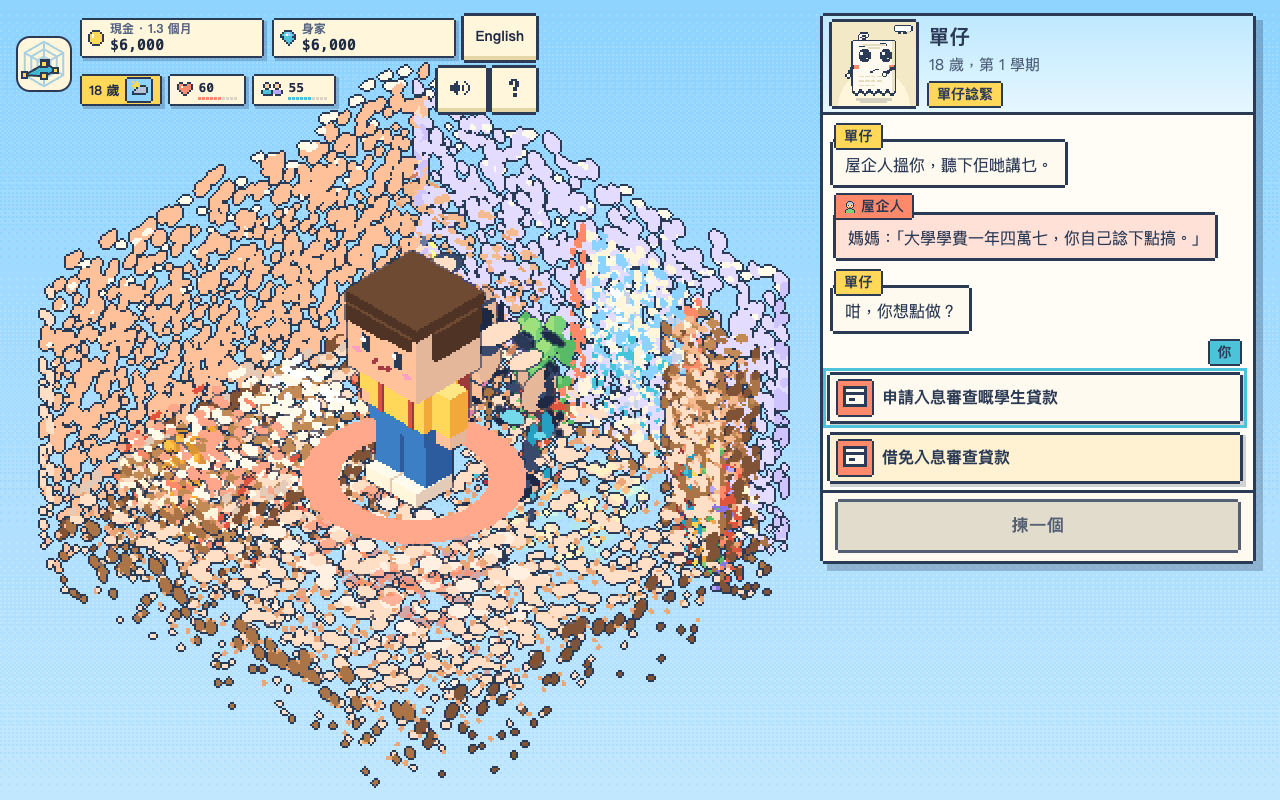 現金 · 1.3 個月
$6,000
身家
$6,000
English
18 歲
60
55
?
單仔
18 歲，第 1 學期
單仔諗緊
單仔
屋企人搵你，聽下佢哋講乜。
屋企人
媽媽：「大學學費一年四萬七，你自己諗下點搞。」
單仔
咁，你想點做？
你
申請入息審查嘅學生貸款
借免入息審查貸款
揀一個